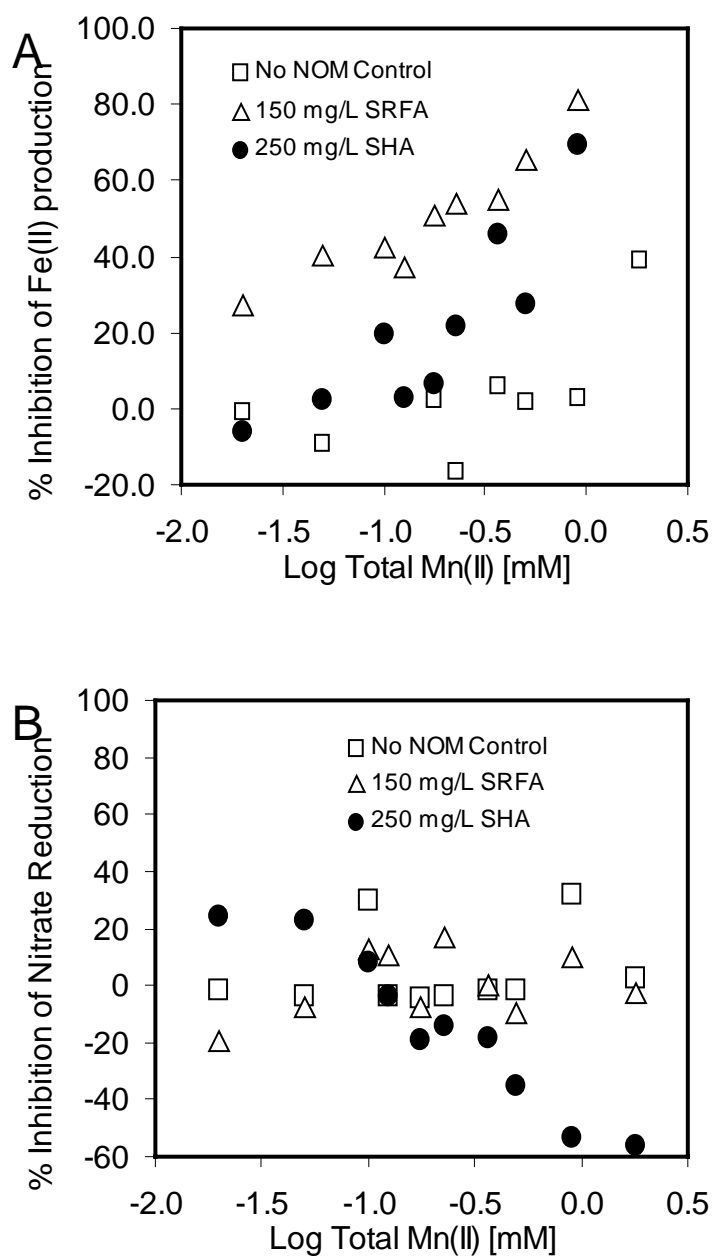 A
100.0
80.0
60.0
40.0
20.0
0.0
-20.0
% Inhibition of Fe(II) production
No NOM Control
150 mg/L SRFA
250 mg/L SHA
-2.0 -1.5 -1.0 -0.5 0.0 0.5
Log Total Mn(II) [mM]
B
100
80
60
40
20
0
-20
-40
-60
% Inhibition of Nitrate Reduction
No NOM Control
150 mg/L SRFA
250 mg/L SHA
-2.0 -1.5 -1.0 -0.5 0.0 0.5
Log Total Mn(II) [mM]